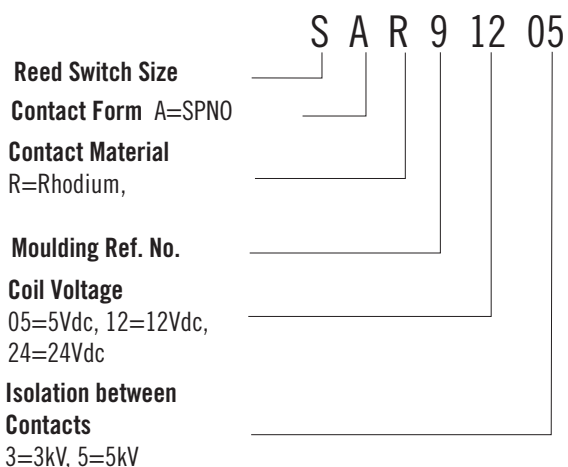 S A R 9 12 05
Reed Switch Size
Contact Form A=SPNO
Contact Material
R=Rhodium,
Moulding Ref. No.
Coil Voltage
05=5Vdc, 12=12Vdc,
24=24Vdc
Isolation between
Contacts
3=3kV, 5=5kV